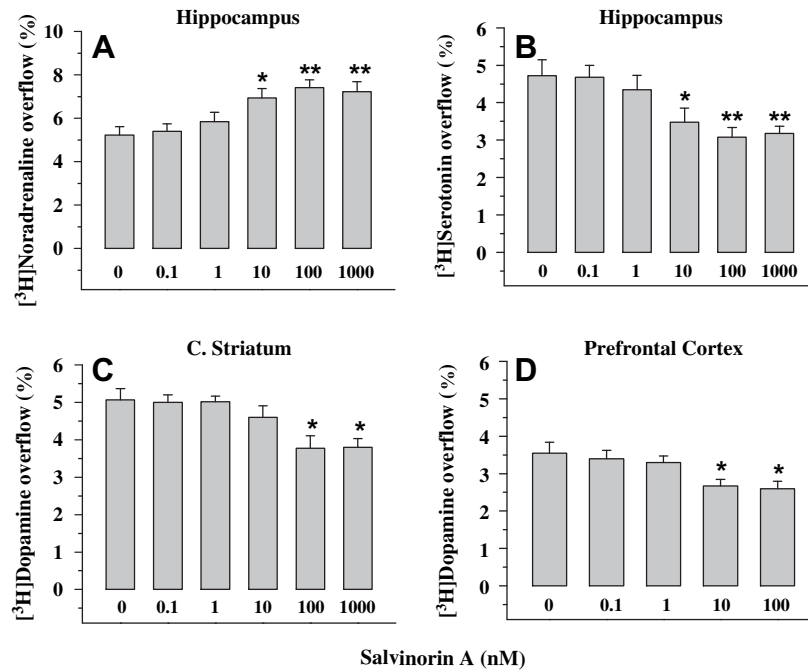 Hippocampus
A
[³H]Noradrenaline overflow (%)
10
8
6
4
2
0
*
**
**
0 0.1 1 10 100 1000
Hippocampus
B
[³H]Serotonin overflow (%)
6
5
4
3
2
1
0
*
**
**
0 0.1 1 10 100 1000
C. Striatum
C
[³H]Dopamine overflow (%)
6
5
4
3
2
1
0
*
*
0 0.1 1 10 100 1000
Prefrontal Cortex
D
[³H]Dopamine overflow (%)
6
5
4
3
2
1
0
*
*
0 0.1 1 10 100
Salvinorin A (nM)